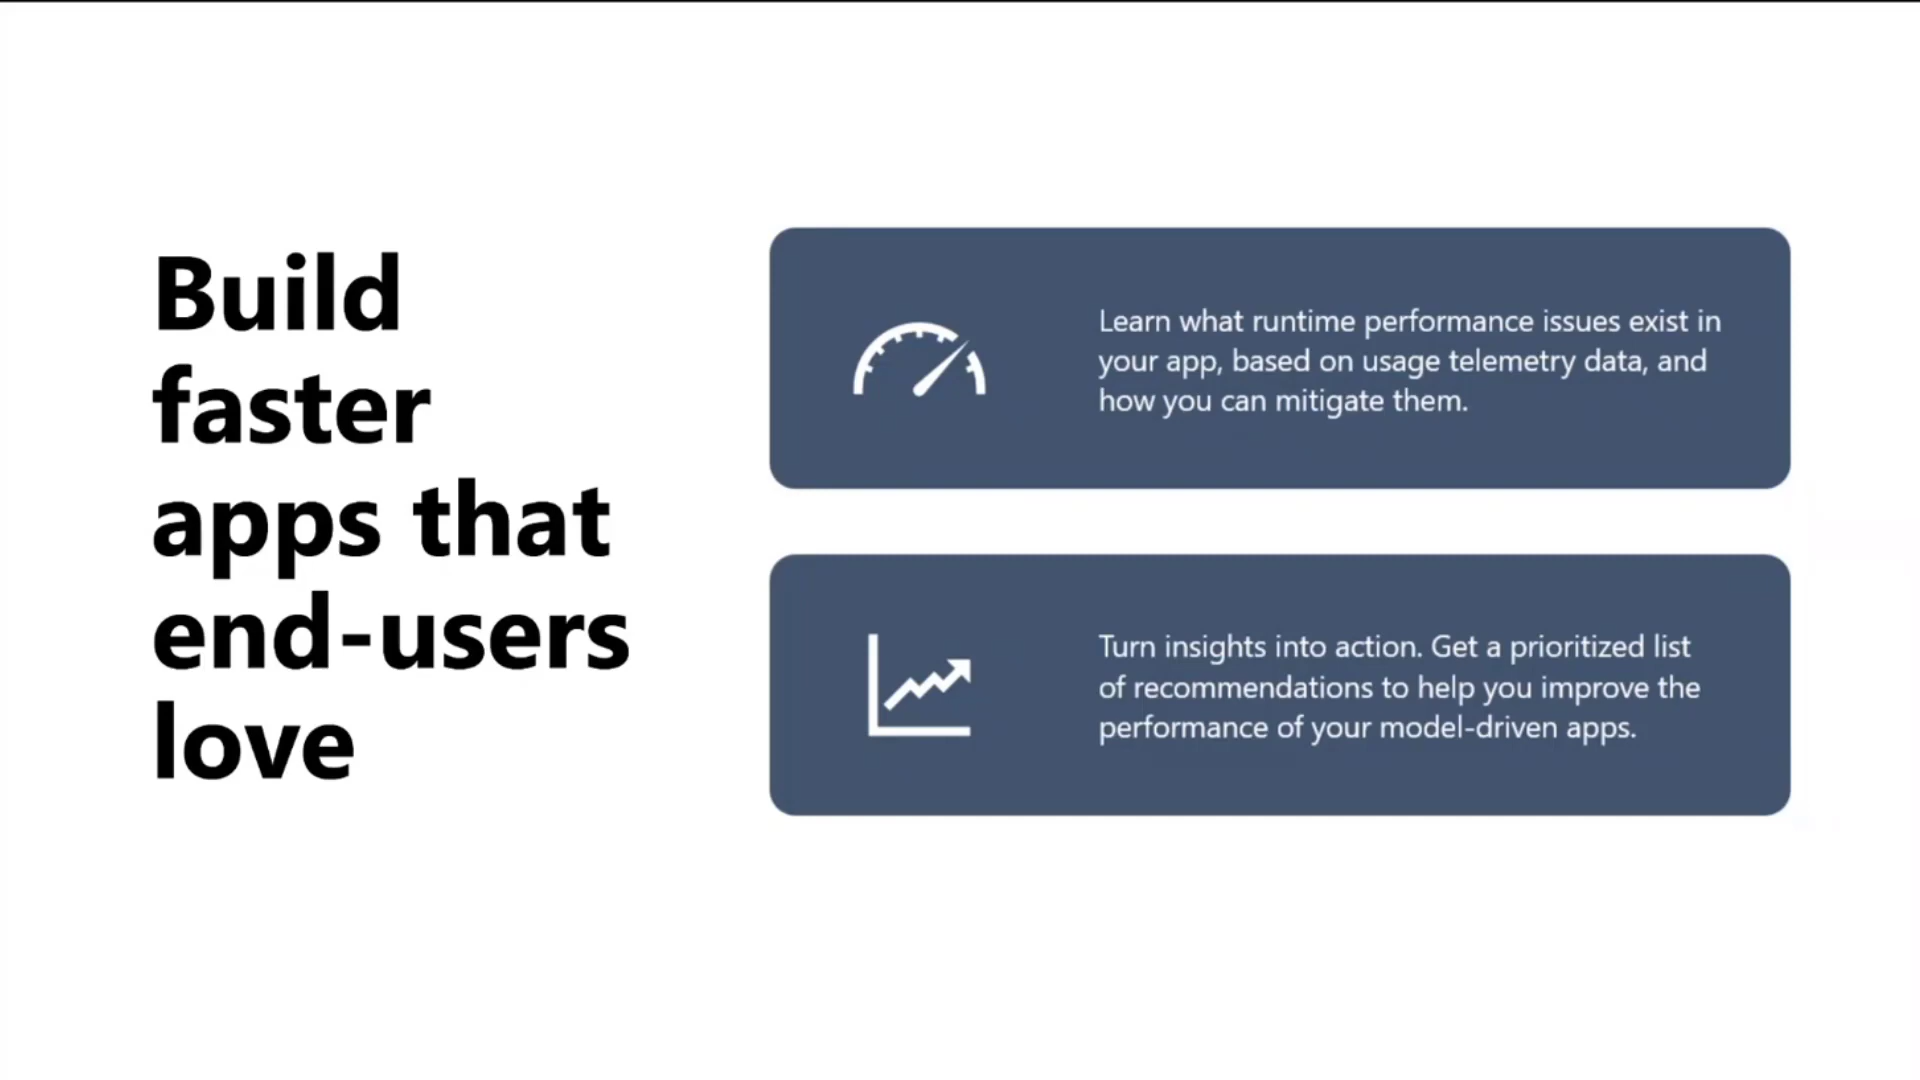 Build
faster
apps that
end-users
love
Learn what runtime performance issues exist in
your app, based on usage telemetry data, and
how you can mitigate them.
Turn insights into action. Get a prioritized list
of recommendations to help you improve the
performance of your model-driven apps.